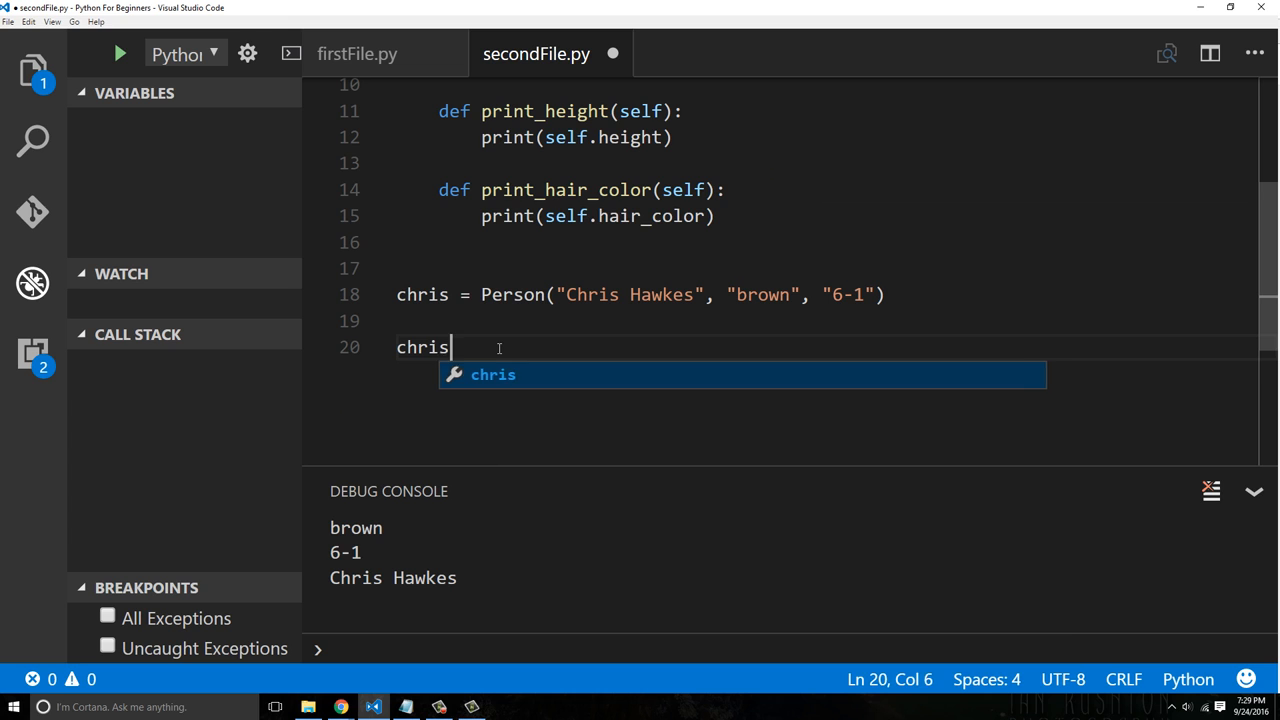 ● secondFile.py - Python For Beginners - Visual Studio Code
File Edit View Go Help
Python firstFile.py secondFile.py
1
VARIABLES
WATCH
CALL STACK
2
BREAKPOINTS
All Exceptions
Uncaught Exceptions
10
11 def print_height(self):
12 print(self.height)
13
14 def print_hair_color(self):
15 print(self.hair_color)
16
17
18 chris = Person("Chris Hawkes", "brown", "6-1")
19
20 chris
chris
DEBUG CONSOLE
brown
6-1
Chris Hawkes
0 0 Ln 20, Col 6 Spaces: 4 UTF-8 CRLF Python
I'm Cortana. Ask me anything.
7:29 PM
9/24/2016